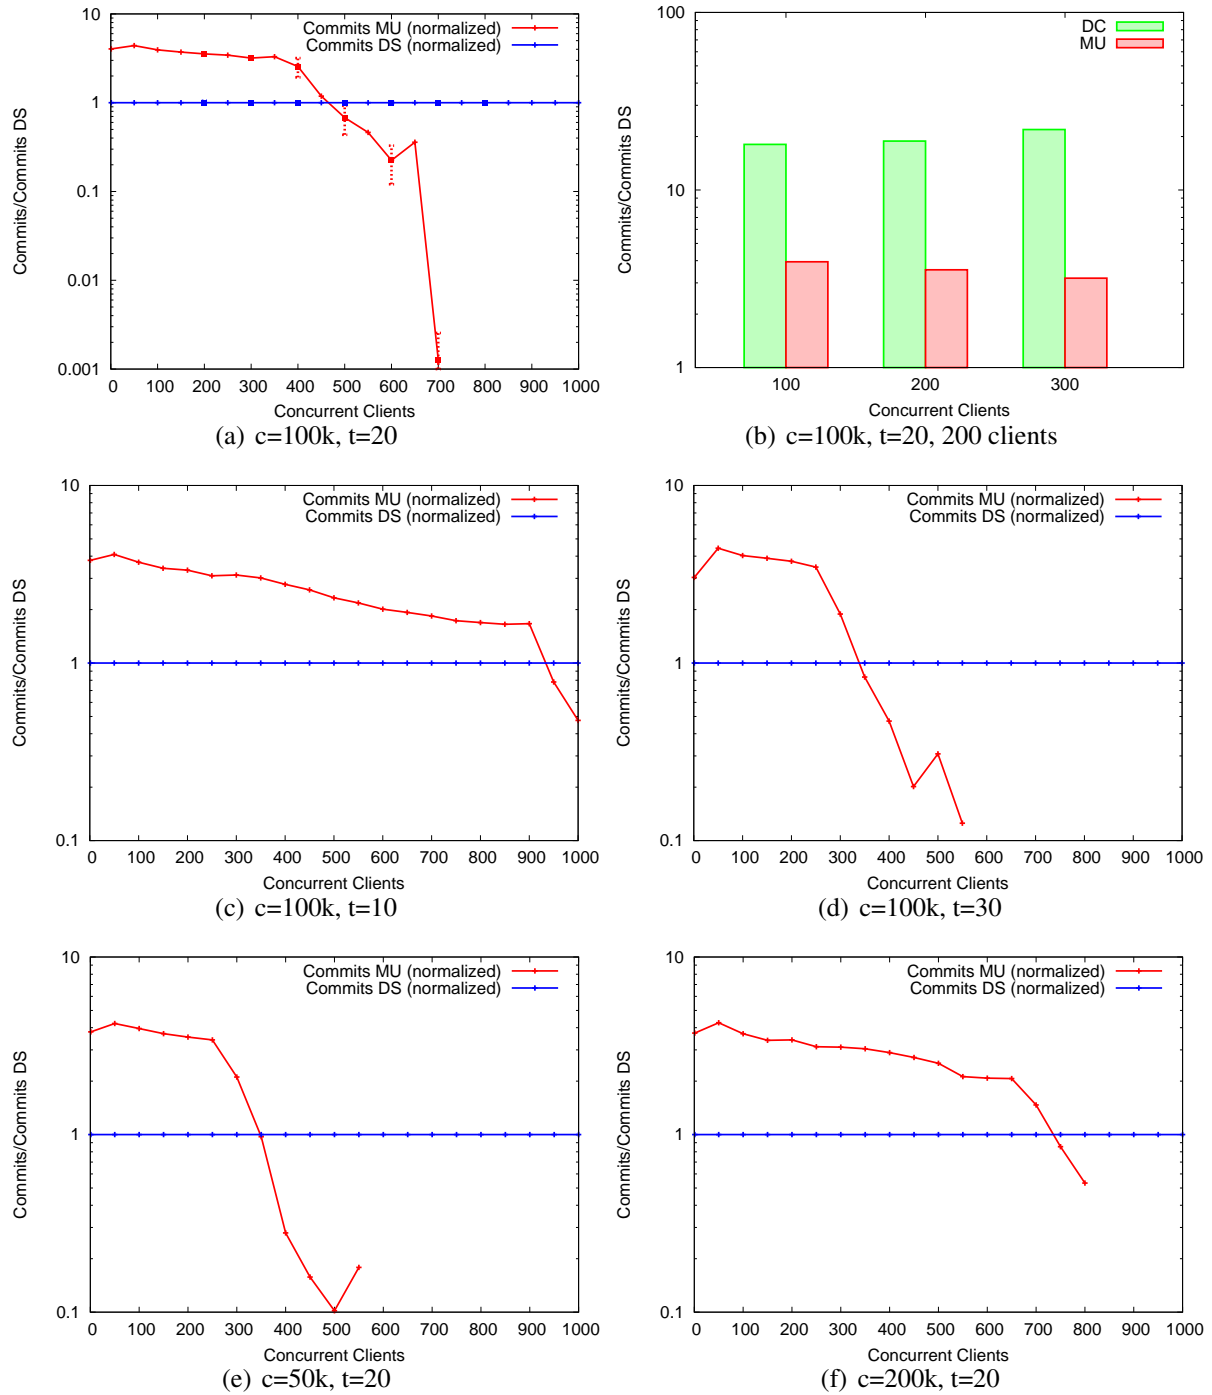 Commits/Commits DS
10
1
0.1
0.01
0.001
Commits MU (normalized)
Commits DS (normalized)
0 100 200 300 400 500 600 700 800 900 1000
Concurrent Clients
(a) c=100k, t=20
Commits/Commits DS
100
10
1
DC
MU
100 200 300
Concurrent Clients
(b) c=100k, t=20, 200 clients
Commits/Commits DS
10
1
0.1
Commits MU (normalized)
Commits DS (normalized)
0 100 200 300 400 500 600 700 800 900 1000
Concurrent Clients
(c) c=100k, t=10
Commits/Commits DS
10
1
0.1
Commits MU (normalized)
Commits DS (normalized)
0 100 200 300 400 500 600 700 800 900 1000
Concurrent Clients
(d) c=100k, t=30
Commits/Commits DS
10
1
0.1
Commits MU (normalized)
Commits DS (normalized)
0 100 200 300 400 500 600 700 800 900 1000
Concurrent Clients
(e) c=50k, t=20
Commits/Commits DS
10
1
0.1
Commits MU (normalized)
Commits DS (normalized)
0 100 200 300 400 500 600 700 800 900 1000
Concurrent Clients
(f) c=200k, t=20